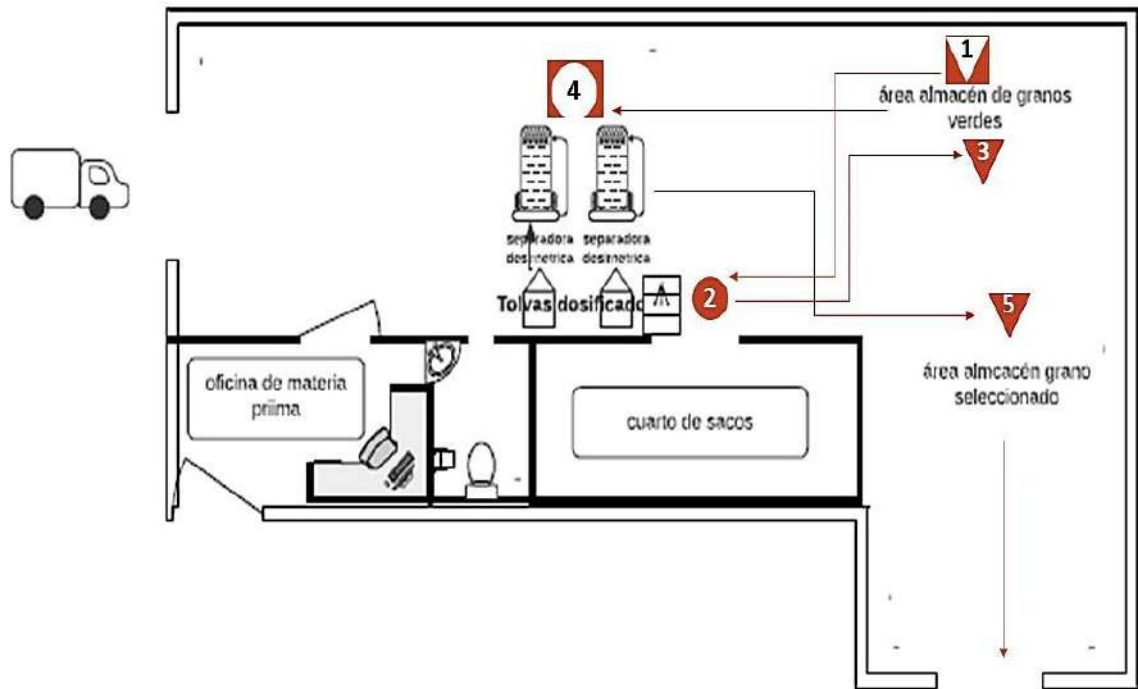 1
área almacén de granos
verdes
4
3
separadora
desimetrica
separadora
desimetrica
2
Tolvas dosificado
5
oficina de materia
priima
cuarto de sacos
área almcacén grano
seleccionado